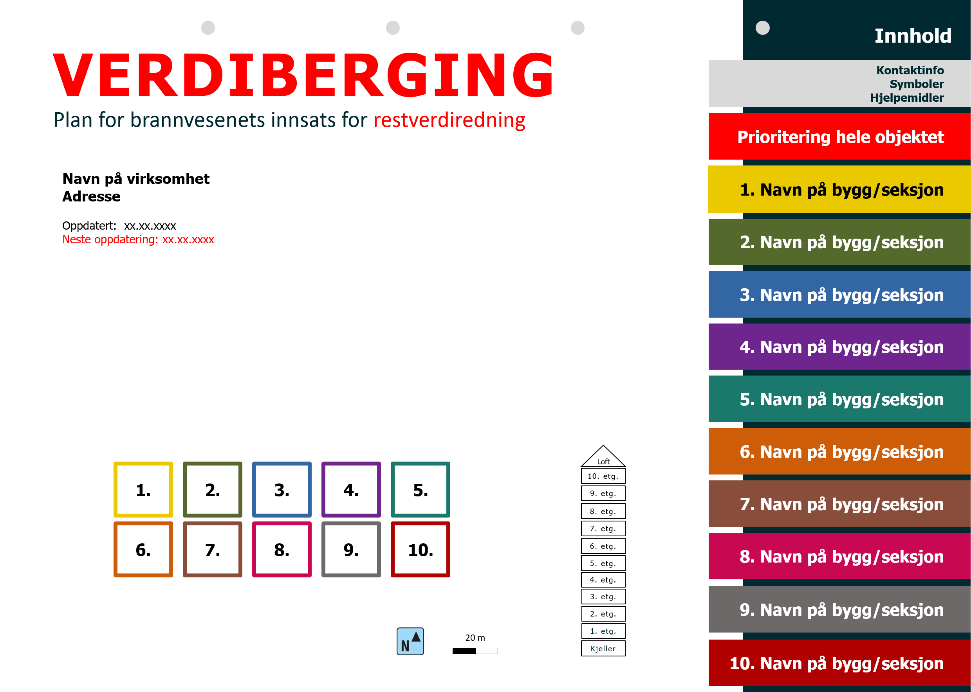 VERDIBERGING
Plan for brannvesenets innsats for restverdiredning
Navn på virksomhet
Adresse
Oppdatert: xx.xx.xxxx
Neste oppdatering: xx.xx.xxxx
1.
2.
3.
4.
5.
6.
7.
8.
9.
10.
N
20 m
Loft
10. etg.
9. etg.
8. etg.
7. etg.
6. etg.
5. etg.
4. etg.
3. etg.
2. etg.
1. etg.
Kjeller
Innhold
Kontaktinfo
Symboler
Hjelpemidler
Prioritering hele objektet
1. Navn på bygg/seksjon
2. Navn på bygg/seksjon
3. Navn på bygg/seksjon
4. Navn på bygg/seksjon
5. Navn på bygg/seksjon
6. Navn på bygg/seksjon
7. Navn på bygg/seksjon
8. Navn på bygg/seksjon
9. Navn på bygg/seksjon
10. Navn på bygg/seksjon